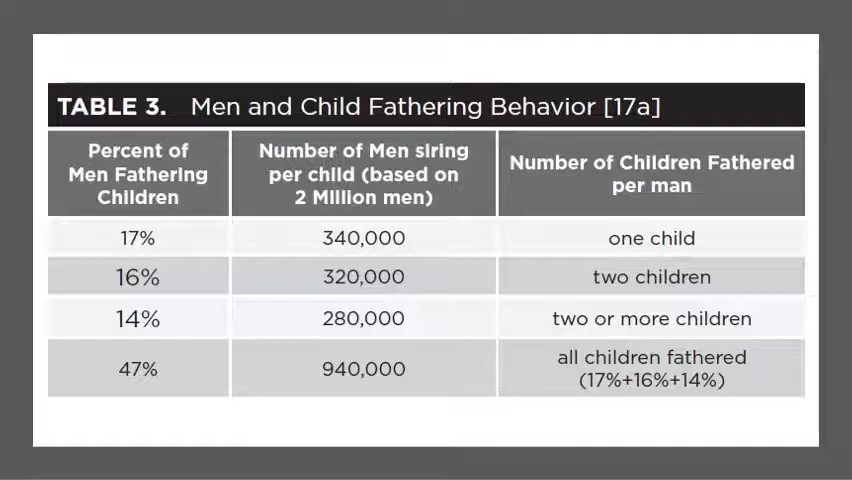 TABLE 3. Men and Child Fathering Behavior [17a]
Percent of
Men Fathering
Children
Number of Men siring
per child (based on
2 Million men)
Number of Children Fathered
per man
17% 340,000 one child
16% 320,000 two children
14% 280,000 two or more children
47% 940,000 all children fathered
(17%+16%+14%)